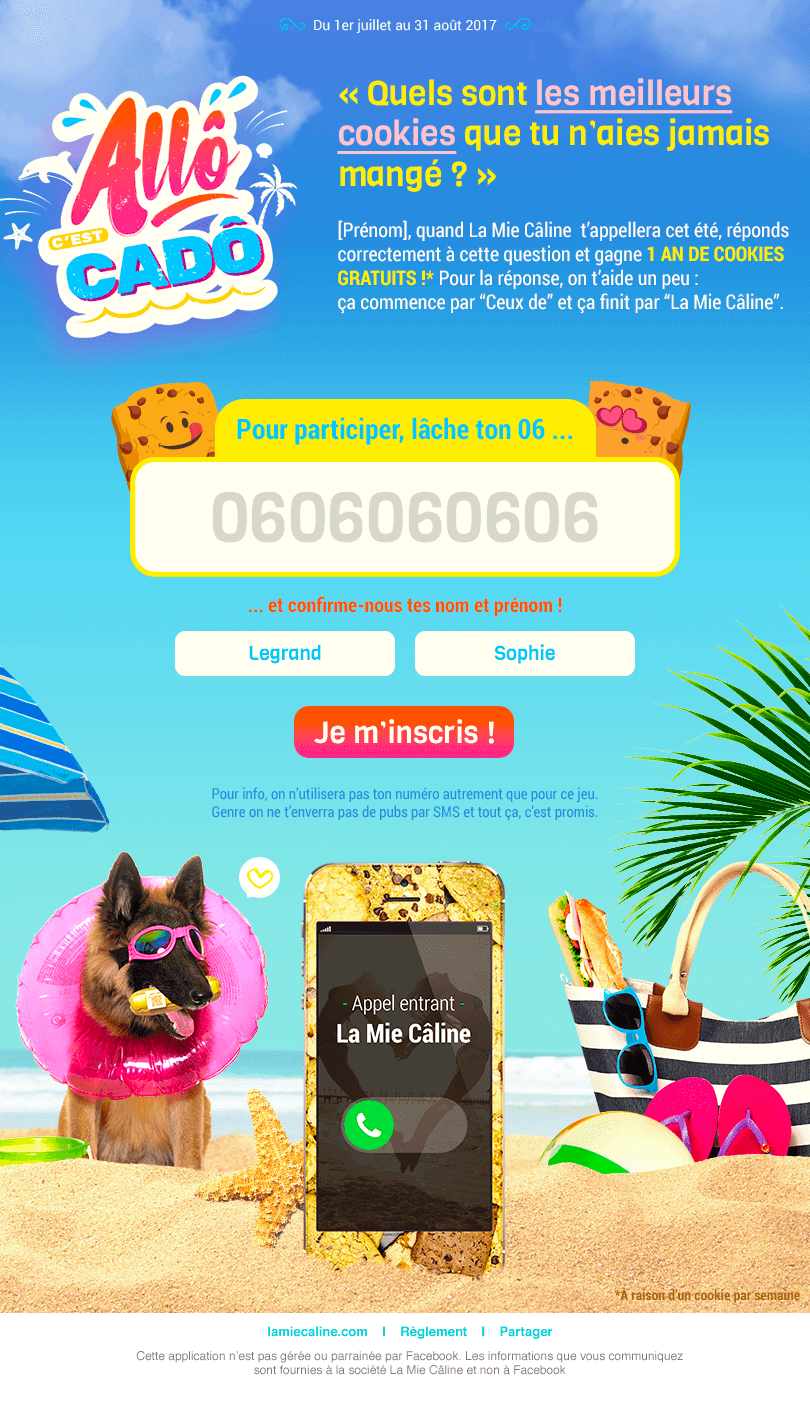 Du 1er juillet au 31 août 2017
Allô
C'EST
CADÔ
« Quels sont les meilleurs
cookies que tu n'aies jamais
mangé ? »
[Prénom], quand La Mie Câline t'appellera cet été, réponds
correctement à cette question et gagne 1 AN DE COOKIES
GRATUITS !* Pour la réponse, on t'aide un peu :
ça commence par “Ceux de” et ça finit par “La Mie Câline”.
Pour participer, lâche ton 06 ...
0606060606
... et confirme-nous tes nom et prénom !
Legrand Sophie
Je m'inscris !
Pour info, on n'utilisera pas ton numéro autrement que pour ce jeu.
Genre on ne t'enverra pas de pubs par SMS et tout ça, c'est promis.
- Appel entrant -
La Mie Câline
*À raison d'un cookie par semaine
lamiecaline.com I Règlement I Partager
Cette application n'est pas gérée ou parrainée par Facebook. Les informations que vous communiquez
sont fournies à la société La Mie Câline et non à Facebook